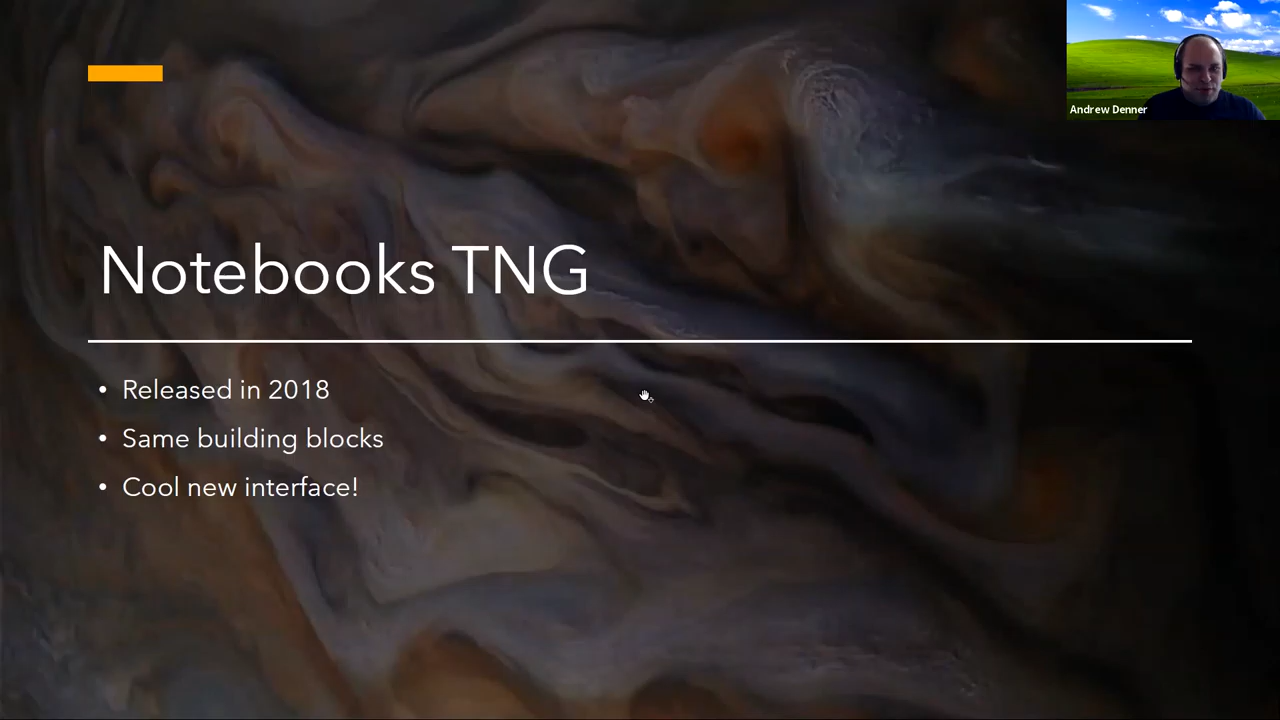 Andrew Denner
Notebooks TNG
• Released in 2018
• Same building blocks
• Cool new interface!